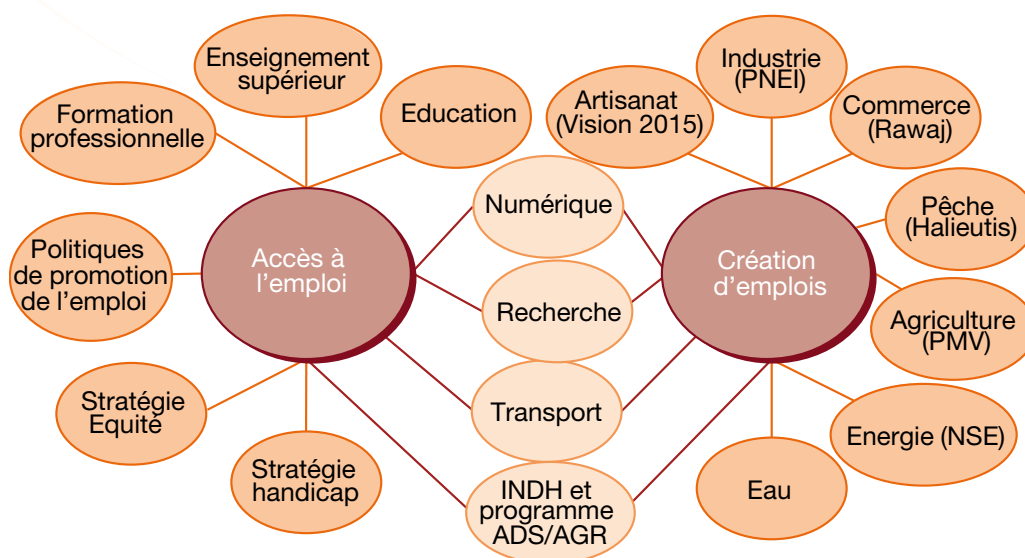 Enseignement
supérieur
Formation
professionnelle
Education
Politiques
de promotion
de l'emploi
Accès à
l'emploi
Stratégie
Equité
Stratégie
handicap
Numérique
Recherche
Transport
INDH et
programme
ADS/AGR
Artisanat
(Vision 2015)
Industrie
(PNEI)
Commerce
(Rawaj)
Pêche
(Halieutis)
Création
d'emplois
Agriculture
(PMV)
Energie (NSE)
Eau